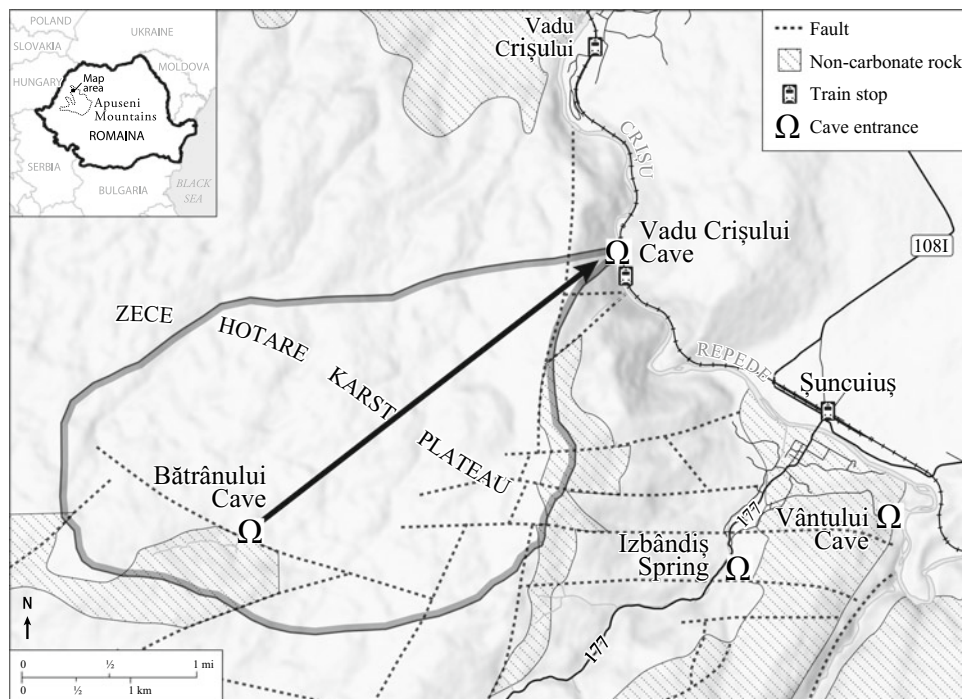 POLAND
UKRAINE
SLOVAKIA
HUNGARY
MOLDOVA
Map
area
Apuseni
Mountains
ROMAINA
SERBIA
BULGARIA
BLACK
SEA
Vadu
Crișului
Fault
Non-carbonate rock
Train stop
Cave entrance
CRIȘU
Vadu Crișului
Cave
108I
ZECE
HOTARE
KARST
PLATEAU
REPEDE
Șuncuiuș
Bătrânului
Cave
177
Vântului
Cave
Izbândiș
Spring
177
N
0 ½ 1 mi
0 ½ 1 km